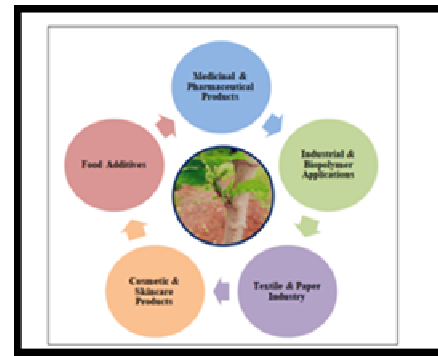 Medicinal &
Pharmaceutical
Products
Industrial &
Biopolymer
Applications
Textile & Paper
Industry
Cosmetic &
Skincare
Products
Food Additives